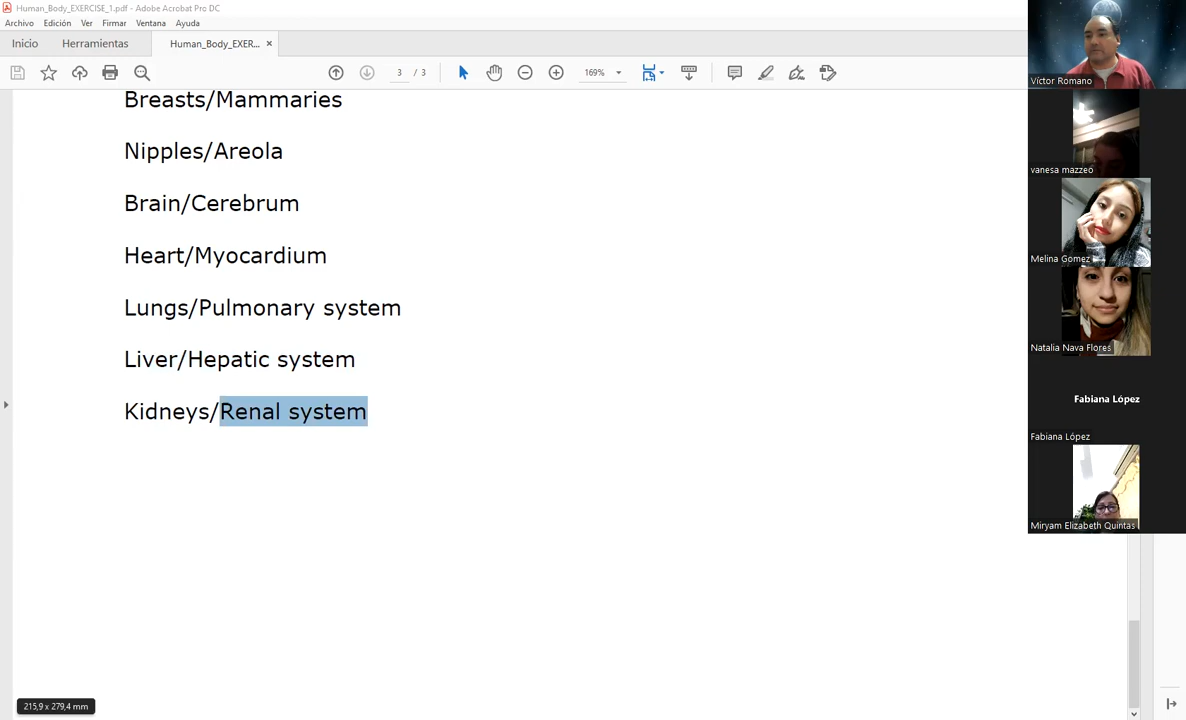 Human_Body_EXERCISE_1.pdf - Adobe Acrobat Pro DC
Archivo Edición Ver Firmar Ventana Ayuda
Inicio Herramientas Human_Body_EXER... ×
3 / 3 169%
Breasts/Mammaries
Nipples/Areola
Brain/Cerebrum
Heart/Myocardium
Lungs/Pulmonary system
Liver/Hepatic system
Kidneys/Renal system
215,9 x 279,4 mm
Víctor Romano
vanesa mazzeo
Melina Gomez
Natalia Nava Flores
Fabiana López
Fabiana López
Miryam Elizabeth Quintas